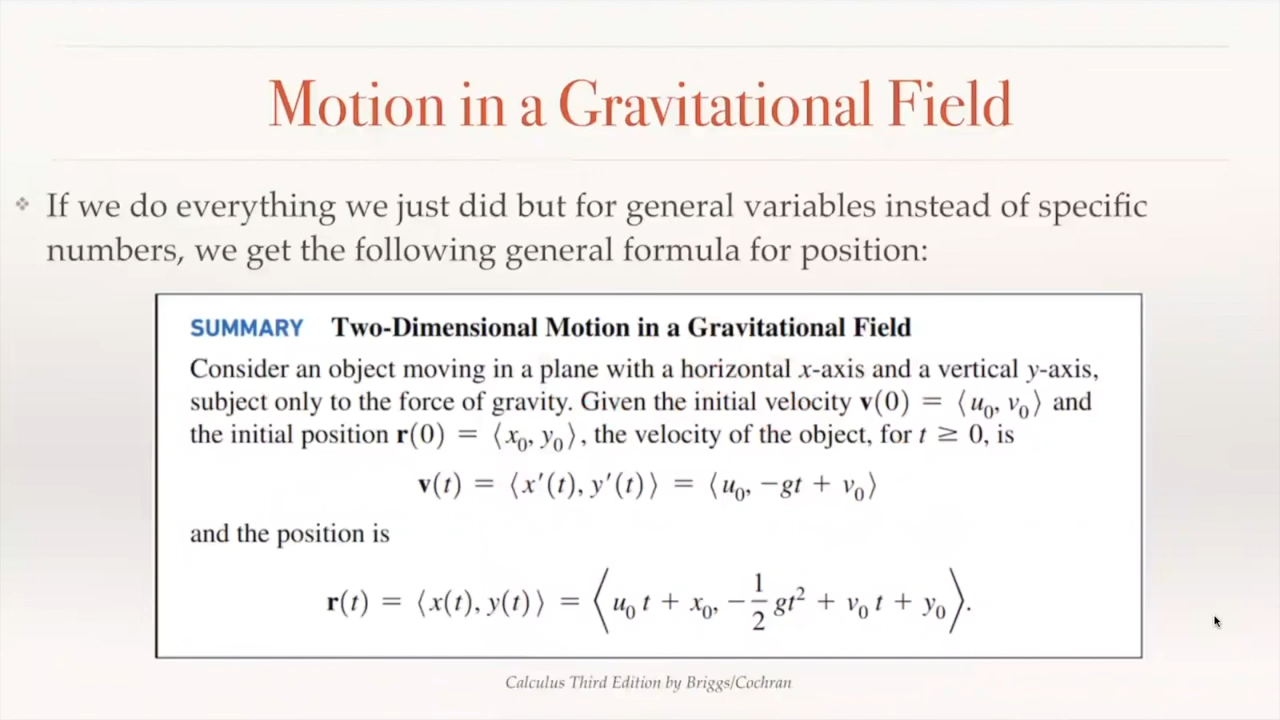 Motion in a Gravitational Field
❖ If we do everything we just did but for general variables instead of specific
numbers, we get the following general formula for position:
SUMMARY Two-Dimensional Motion in a Gravitational Field
Consider an object moving in a plane with a horizontal x-axis and a vertical y-axis,
subject only to the force of gravity. Given the initial velocity v(0) = ⟨u₀, v₀⟩ and
the initial position r(0) = ⟨x₀, y₀⟩, the velocity of the object, for t ≥ 0, is
v(t) = ⟨x′(t), y′(t)⟩ = ⟨u₀, −gt + v₀⟩
and the position is
r(t) = ⟨x(t), y(t)⟩ = ⟨u₀ t + x₀, −1/2 gt² + v₀ t + y₀⟩.
Calculus Third Edition by Briggs/Cochran